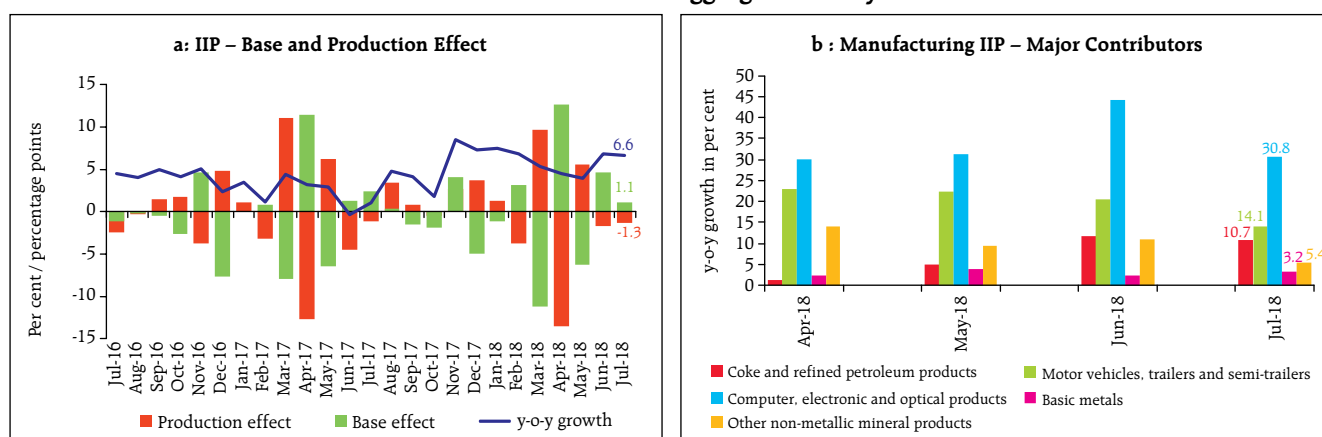 a: IIP – Base and Production Effect
Per cent / percentage points
15
10
5
0
-5
-10
-15
6.6
1.1
-1.3
Jul-16
Aug-16
Sep-16
Oct-16
Nov-16
Dec-16
Jan-17
Feb-17
Mar-17
Apr-17
May-17
Jun-17
Jul-17
Aug-17
Sep-17
Oct-17
Nov-17
Dec-17
Jan-18
Feb-18
Mar-18
Apr-18
May-18
Jun-18
Jul-18
Production effect
Base effect
y-o-y growth
b : Manufacturing IIP – Major Contributors
y-o-y growth in per cent
50
45
40
35
30
25
20
15
10
5
0
10.7
14.1
30.8
3.2
5.4
Apr-18
May-18
Jun-18
Jul-18
Coke and refined petroleum products
Motor vehicles, trailers and semi-trailers
Computer, electronic and optical products
Basic metals
Other non-metallic mineral products